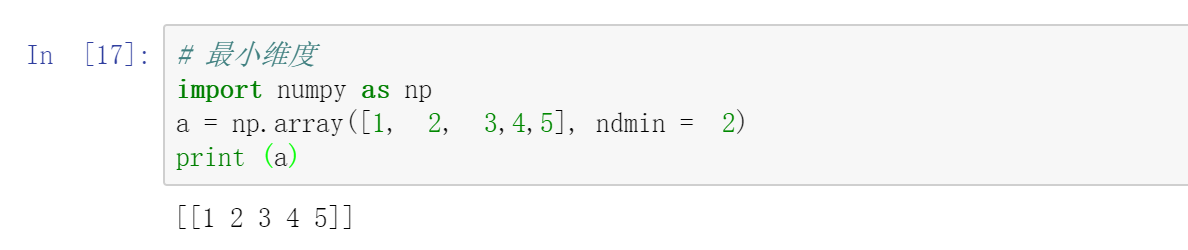 In [17]: # 最小维度
import numpy as np
a = np.array([1,  2,  3,4,5], ndmin =  2)
print (a)
[[1 2 3 4 5]]